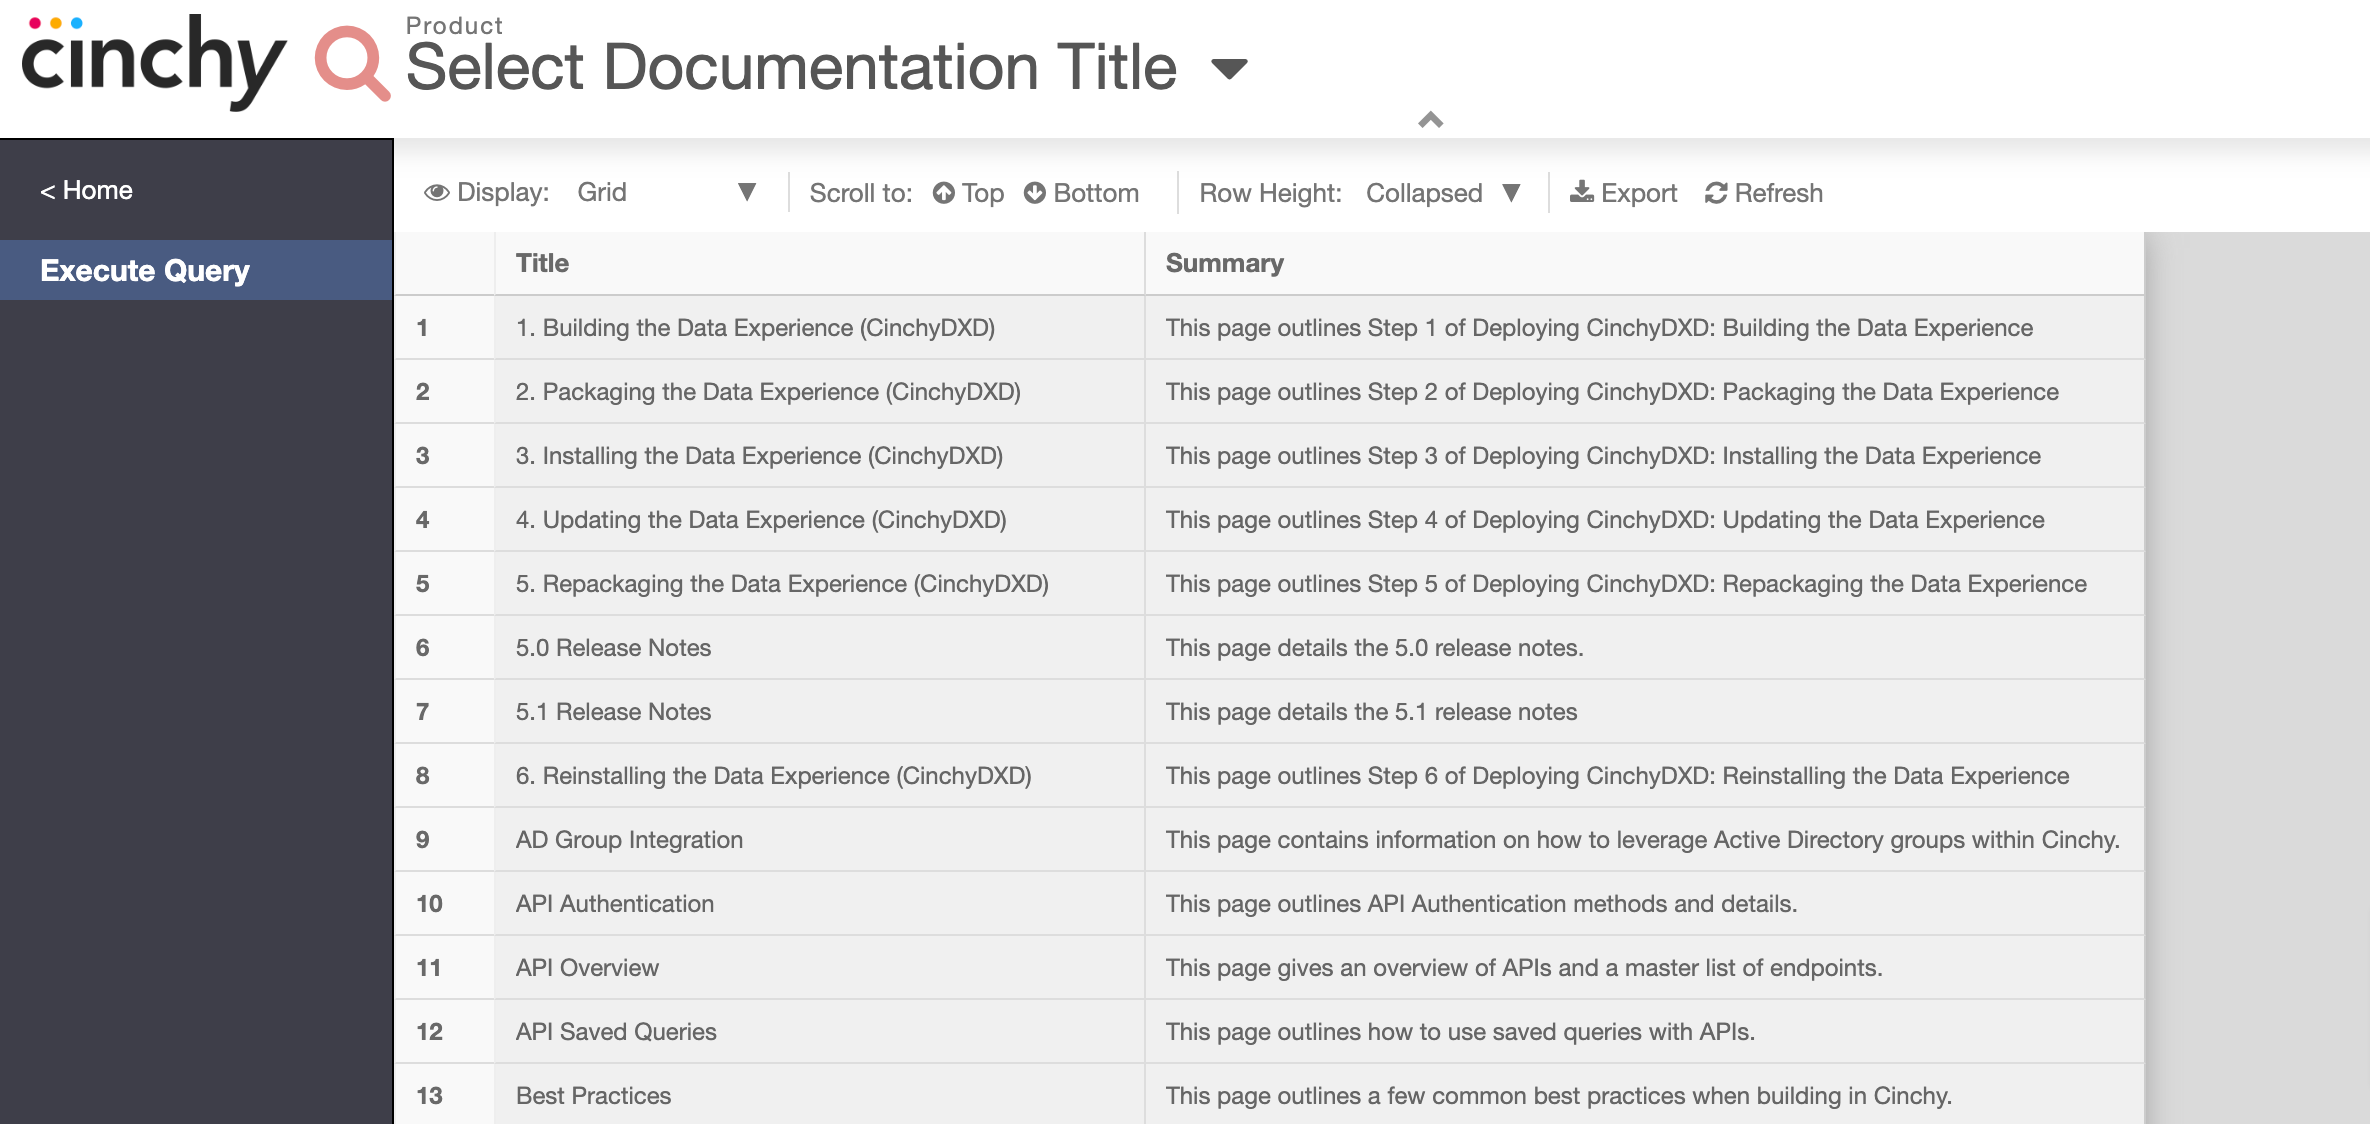 cinchy
Product
Select Documentation Title
< Home
Execute Query
Display: Grid ▼ Scroll to: Top Bottom Row Height: Collapsed ▼ Export Refresh
Title Summary
1 1. Building the Data Experience (CinchyDXD) This page outlines Step 1 of Deploying CinchyDXD: Building the Data Experience
2 2. Packaging the Data Experience (CinchyDXD) This page outlines Step 2 of Deploying CinchyDXD: Packaging the Data Experience
3 3. Installing the Data Experience (CinchyDXD) This page outlines Step 3 of Deploying CinchyDXD: Installing the Data Experience
4 4. Updating the Data Experience (CinchyDXD) This page outlines Step 4 of Deploying CinchyDXD: Updating the Data Experience
5 5. Repackaging the Data Experience (CinchyDXD) This page outlines Step 5 of Deploying CinchyDXD: Repackaging the Data Experience
6 5.0 Release Notes This page details the 5.0 release notes.
7 5.1 Release Notes This page details the 5.1 release notes
8 6. Reinstalling the Data Experience (CinchyDXD) This page outlines Step 6 of Deploying CinchyDXD: Reinstalling the Data Experience
9 AD Group Integration This page contains information on how to leverage Active Directory groups within Cinchy.
10 API Authentication This page outlines API Authentication methods and details.
11 API Overview This page gives an overview of APIs and a master list of endpoints.
12 API Saved Queries This page outlines how to use saved queries with APIs.
13 Best Practices This page outlines a few common best practices when building in Cinchy.